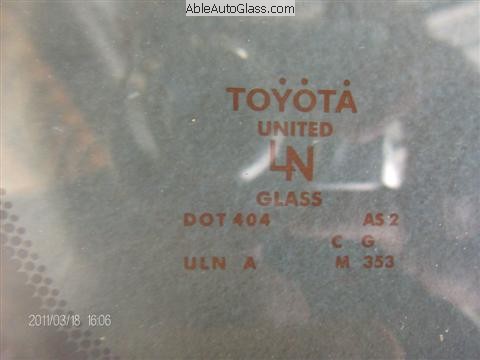 AbleAutoGlass.com
TOYOTA
UNITED
LN
GLASS
DOT 404 AS 2
C G
ULN A M 353
2011/03/18 16:06